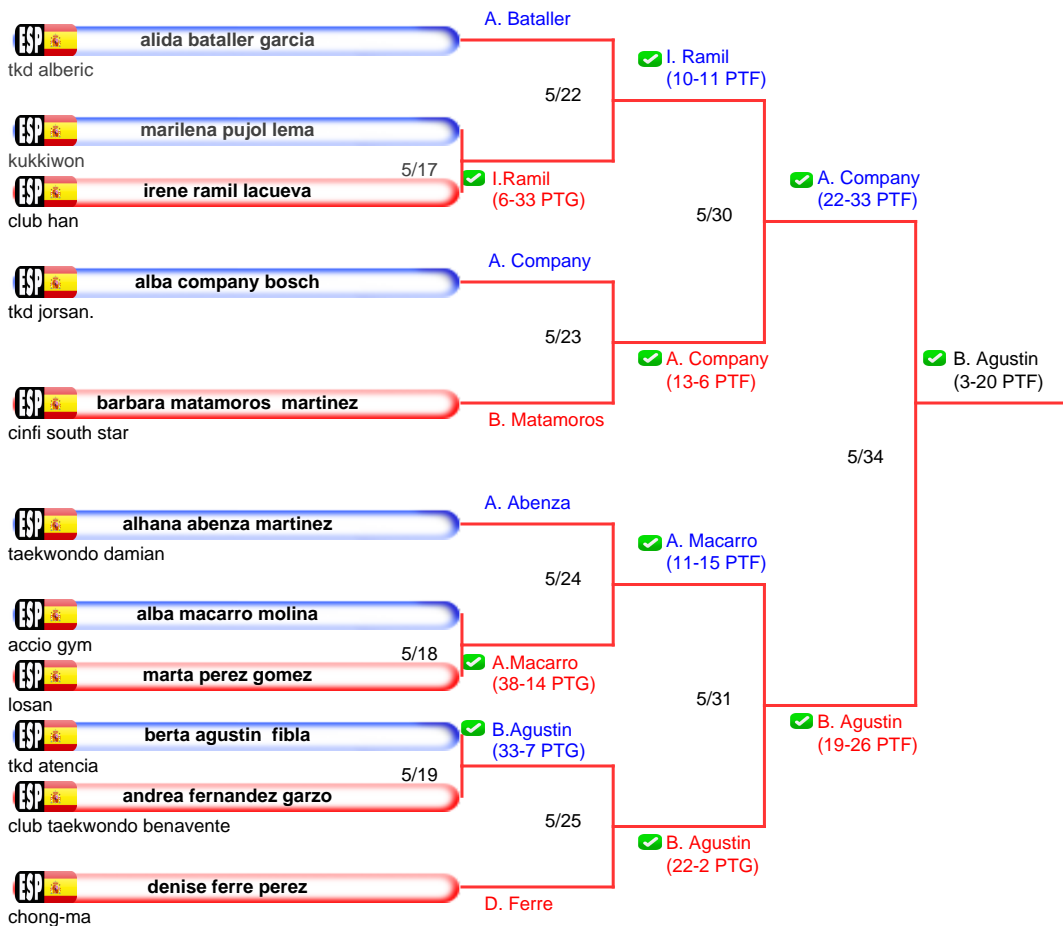 A. Bataller
ESP alida bataller garcia
tkd alberic
I. Ramil
(10-11 PTF)
5/22
ESP marilena pujol lema
kukkiwon
5/17
I.Ramil
(6-33 PTG)
ESP irene ramil lacueva
club han
A. Company
(22-33 PTF)
5/30
A. Company
ESP alba company bosch
tkd jorsan.
5/23
A. Company
(13-6 PTF)
B. Agustin
(3-20 PTF)
ESP barbara matamoros  martinez
B. Matamoros
cinfi south star
5/34
A. Abenza
ESP alhana abenza martinez
taekwondo damian
A. Macarro
(11-15 PTF)
5/24
ESP alba macarro molina
accio gym
5/18
A.Macarro
(38-14 PTG)
ESP marta perez gomez
losan
5/31
B. Agustin
(19-26 PTF)
B.Agustin
(33-7 PTG)
ESP berta agustin  fibla
tkd atencia
5/19
ESP andrea fernandez garzo
club taekwondo benavente
5/25
B. Agustin
(22-2 PTG)
ESP denise ferre perez
D. Ferre
chong-ma